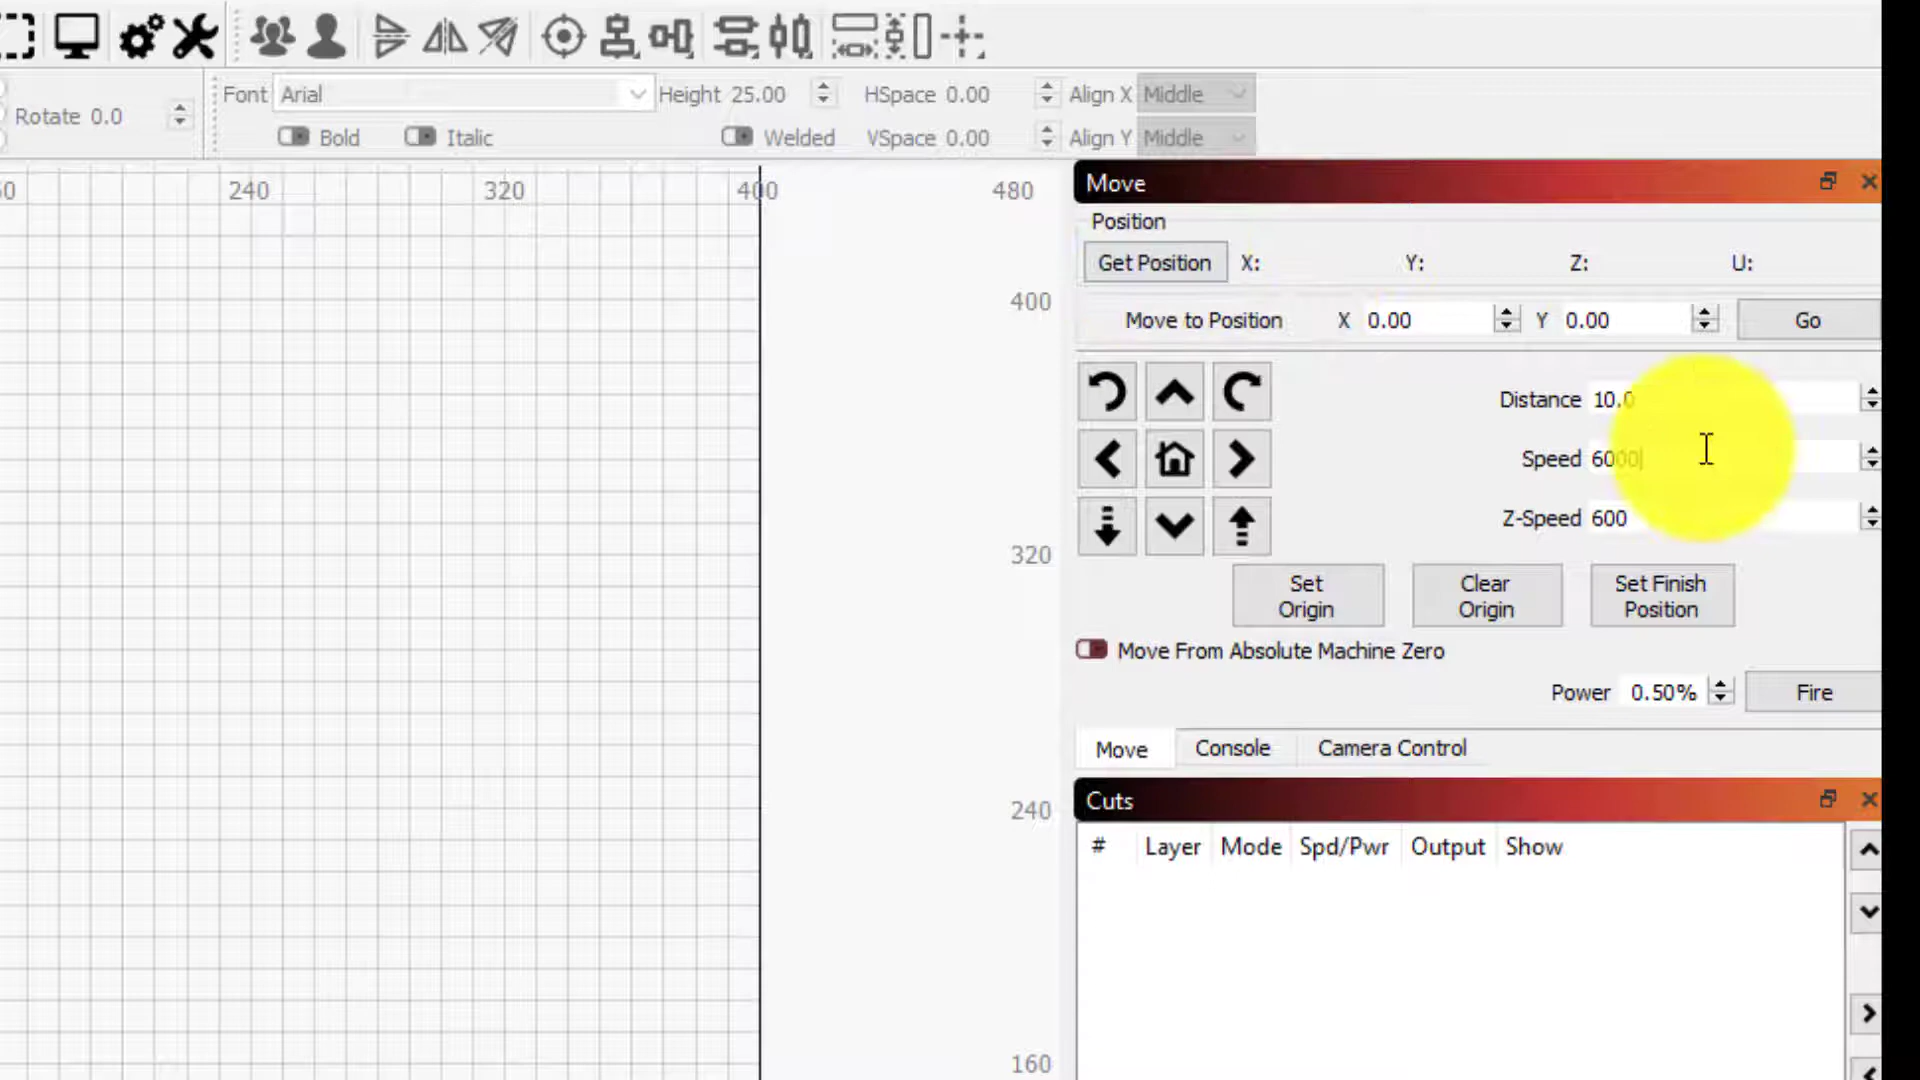 Rotate 0.0
Font Arial Height 25.00 HSpace 0.00 Align X Middle
Bold Italic Welded VSpace 0.00 Align Y Middle
240 320 400 480
Move
Position
Get Position X: Y: Z: U:
Move to Position X 0.00 Y 0.00 Go
400
Distance 10.0
Speed 6000
Z-Speed 600
320
Set Origin Clear Origin Set Finish Position
Move From Absolute Machine Zero
Power 0.50% Fire
Move Console Camera Control
Cuts
240
# Layer Mode Spd/Pwr Output Show
160